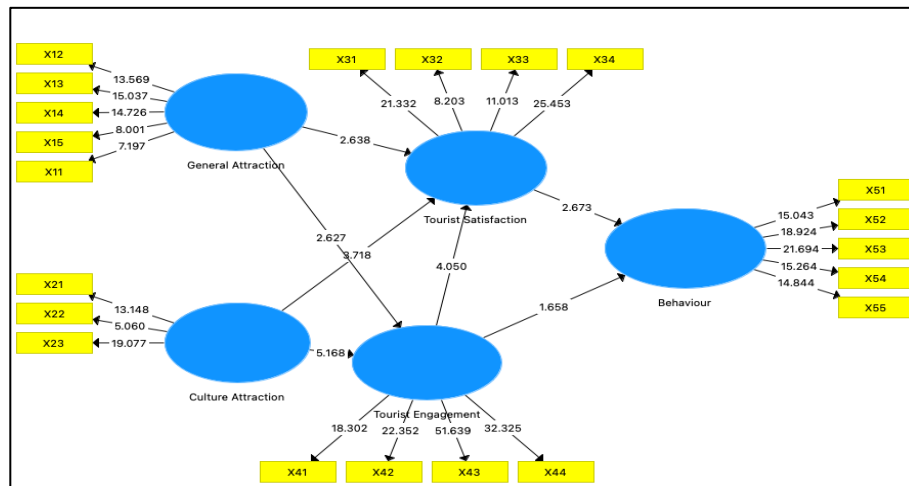 X12
X13
X14
X15
X11
13.569
15.037
14.726
8.001
7.197
General Attraction
X31
X32
X33
X34
21.332
8.203
11.013
25.453
2.638
Tourist Satisfaction
2.627
3.718
4.050
2.673
X21
X22
X23
13.148
5.060
19.077
Culture Attraction
5.168
Tourist Engagement
1.658
18.302
22.352
51.639
32.325
X41
X42
X43
X44
Behaviour
15.043
18.924
21.694
15.264
14.844
X51
X52
X53
X54
X55